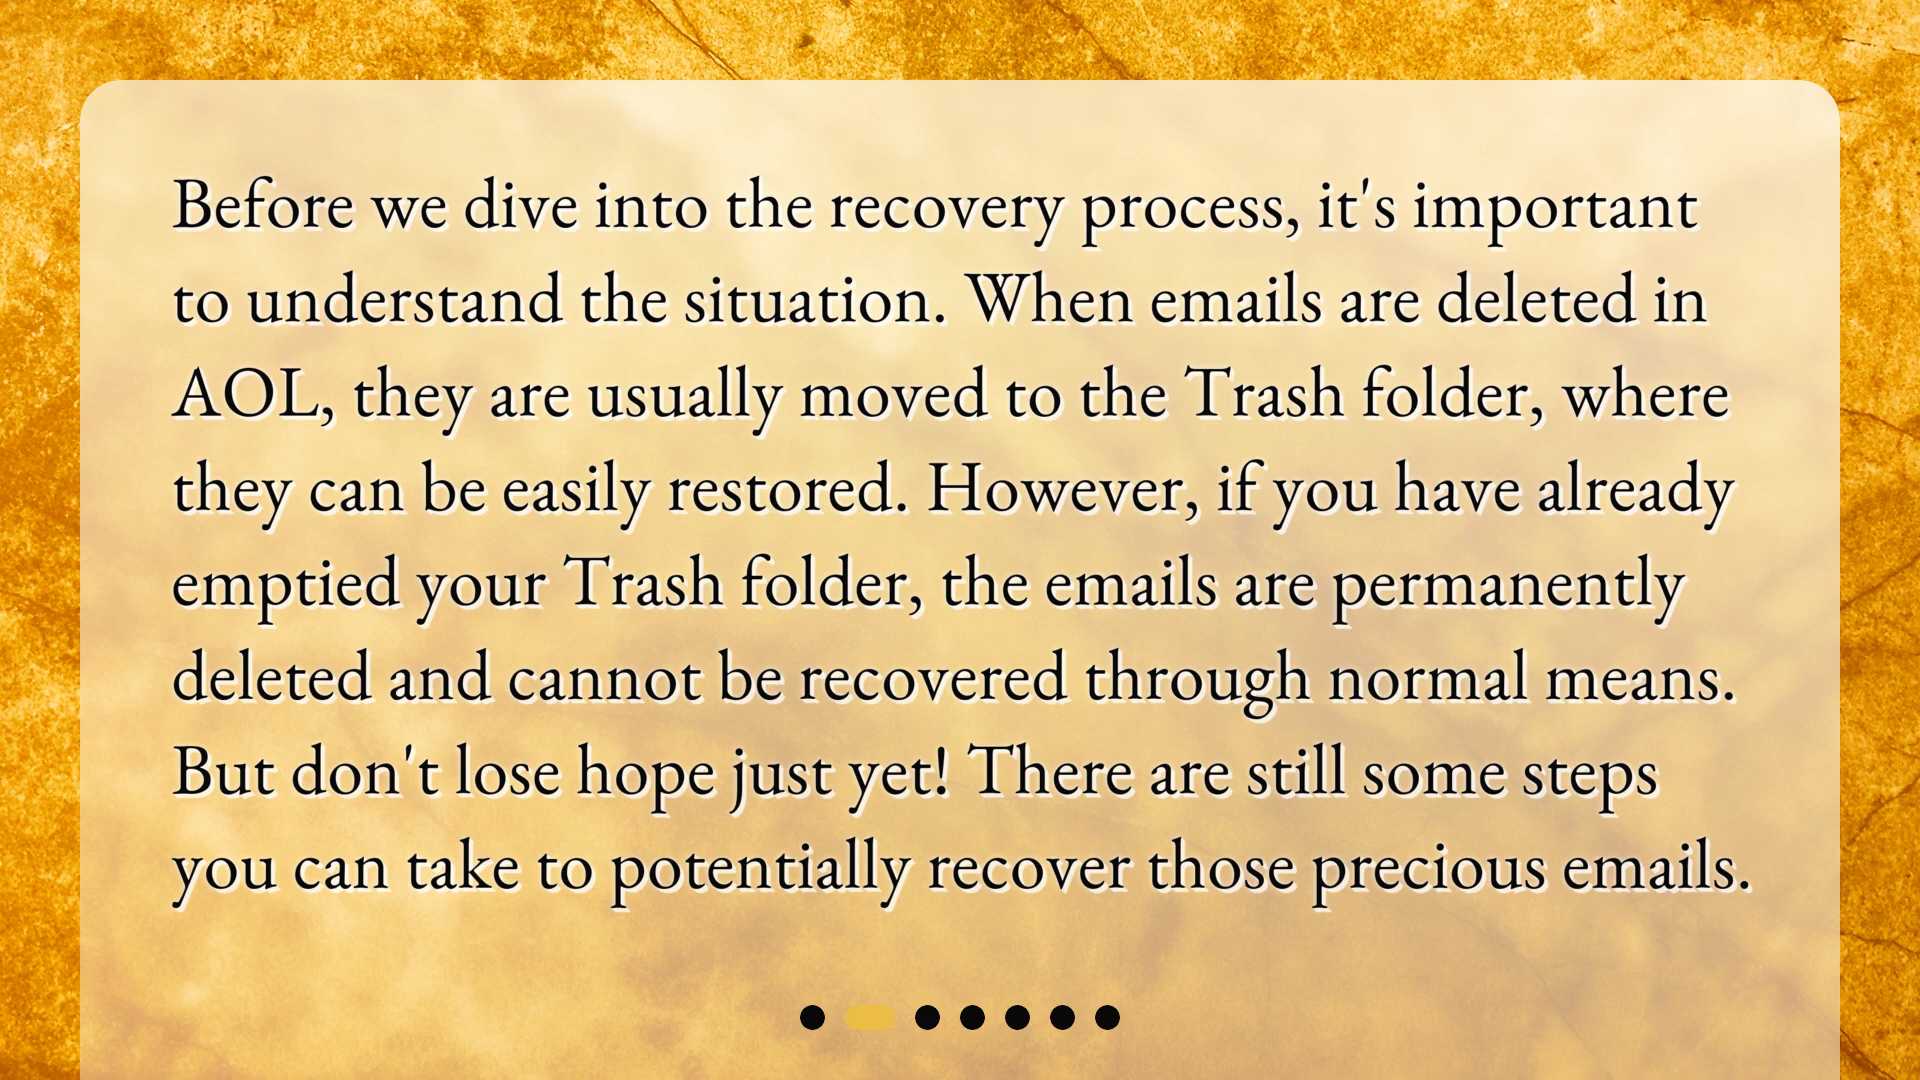 Before we dive into the recovery process, it's important
to understand the situation. When emails are deleted in
AOL, they are usually moved to the Trash folder, where
they can be easily restored. However, if you have already
emptied your Trash folder, the emails are permanently
deleted and cannot be recovered through normal means.
But don't lose hope just yet! There are still some steps
you can take to potentially recover those precious emails.